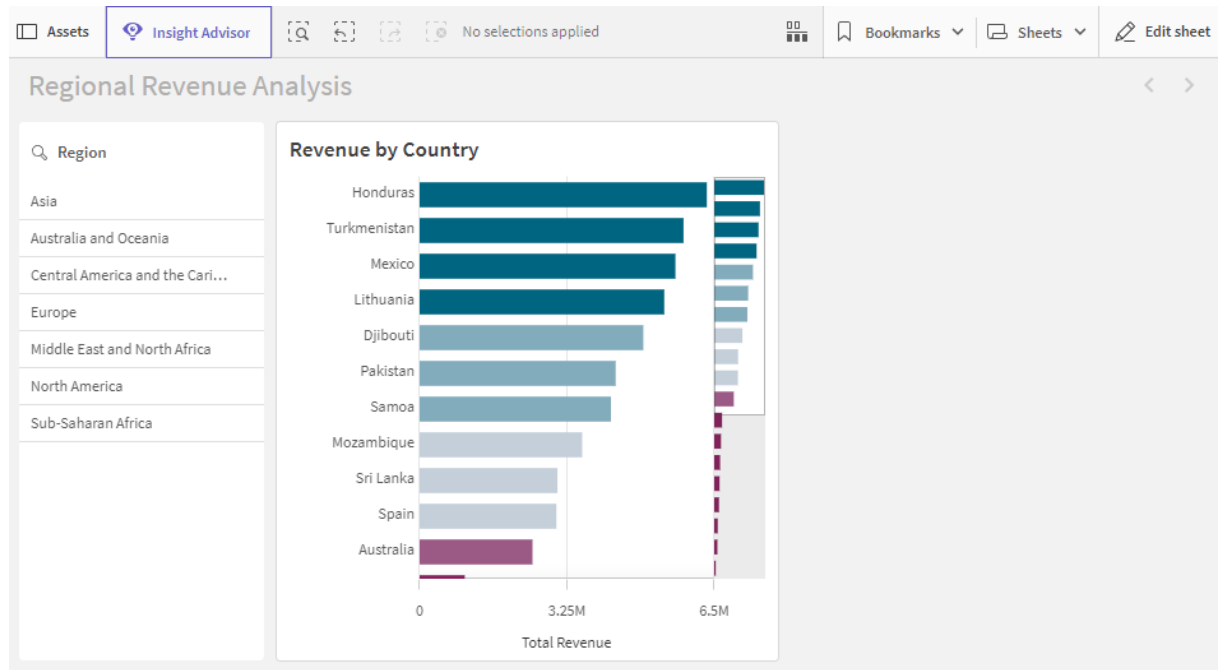 Assets
Insight Advisor
No selections applied
Bookmarks
Sheets
Edit sheet
Regional Revenue Analysis
Region
Asia
Australia and Oceania
Central America and the Cari...
Europe
Middle East and North Africa
North America
Sub-Saharan Africa
Revenue by Country
Honduras
Turkmenistan
Mexico
Lithuania
Djibouti
Pakistan
Samoa
Mozambique
Sri Lanka
Spain
Australia
0 3.25M 6.5M
Total Revenue